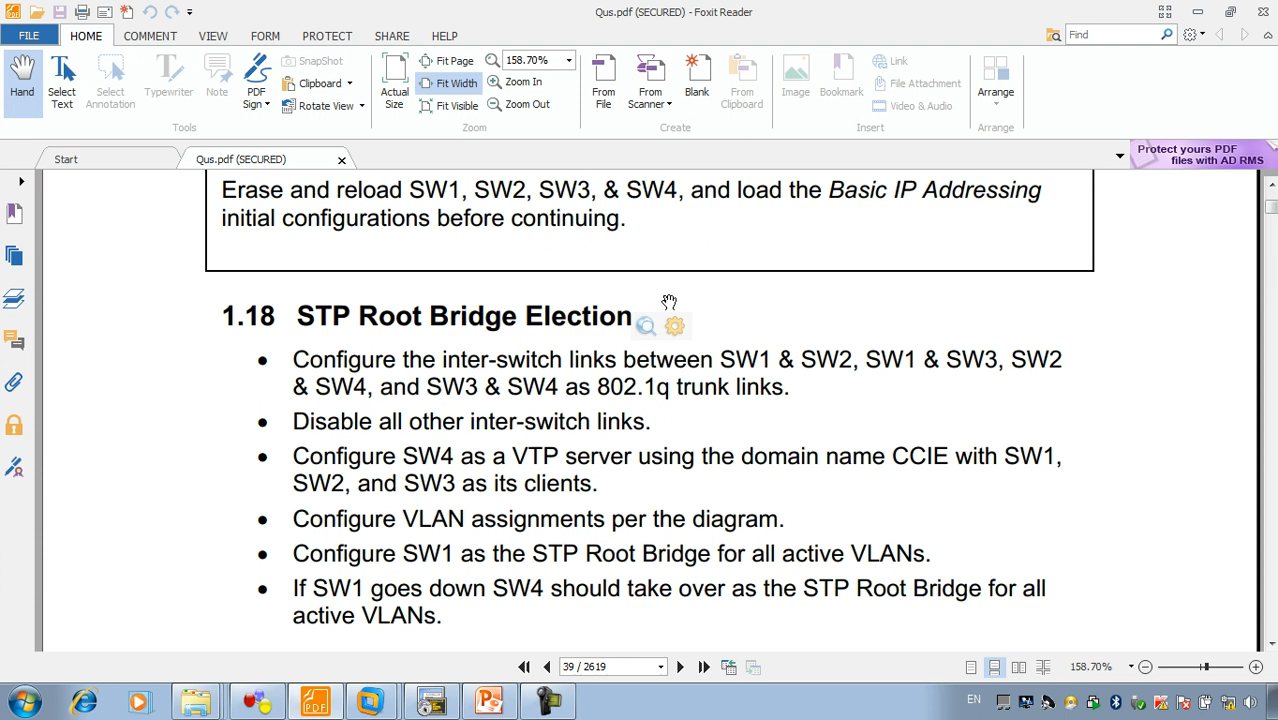 Qus.pdf (SECURED) - Foxit Reader
FILE HOME COMMENT VIEW FORM PROTECT SHARE HELP
Find
Hand
Select Text
Select Annotation
Typewriter
Note
PDF Sign
SnapShot
Clipboard
Rotate View
Tools
Actual Size
Fit Page
Fit Width
Fit Visible
158.70%
Zoom In
Zoom Out
Zoom
From File
From Scanner
Blank
From Clipboard
Create
Image
Bookmark
Link
File Attachment
Video & Audio
Insert
Arrange
Arrange
Start
Qus.pdf (SECURED)
Protect yours PDF
files with AD RMS
Erase and reload SW1, SW2, SW3, & SW4, and load the Basic IP Addressing
initial configurations before continuing.
1.18 STP Root Bridge Election
• Configure the inter-switch links between SW1 & SW2, SW1 & SW3, SW2
& SW4, and SW3 & SW4 as 802.1q trunk links.
• Disable all other inter-switch links.
• Configure SW4 as a VTP server using the domain name CCIE with SW1,
SW2, and SW3 as its clients.
• Configure VLAN assignments per the diagram.
• Configure SW1 as the STP Root Bridge for all active VLANs.
• If SW1 goes down SW4 should take over as the STP Root Bridge for all
active VLANs.
39 / 2619
158.70%
PDF
EN